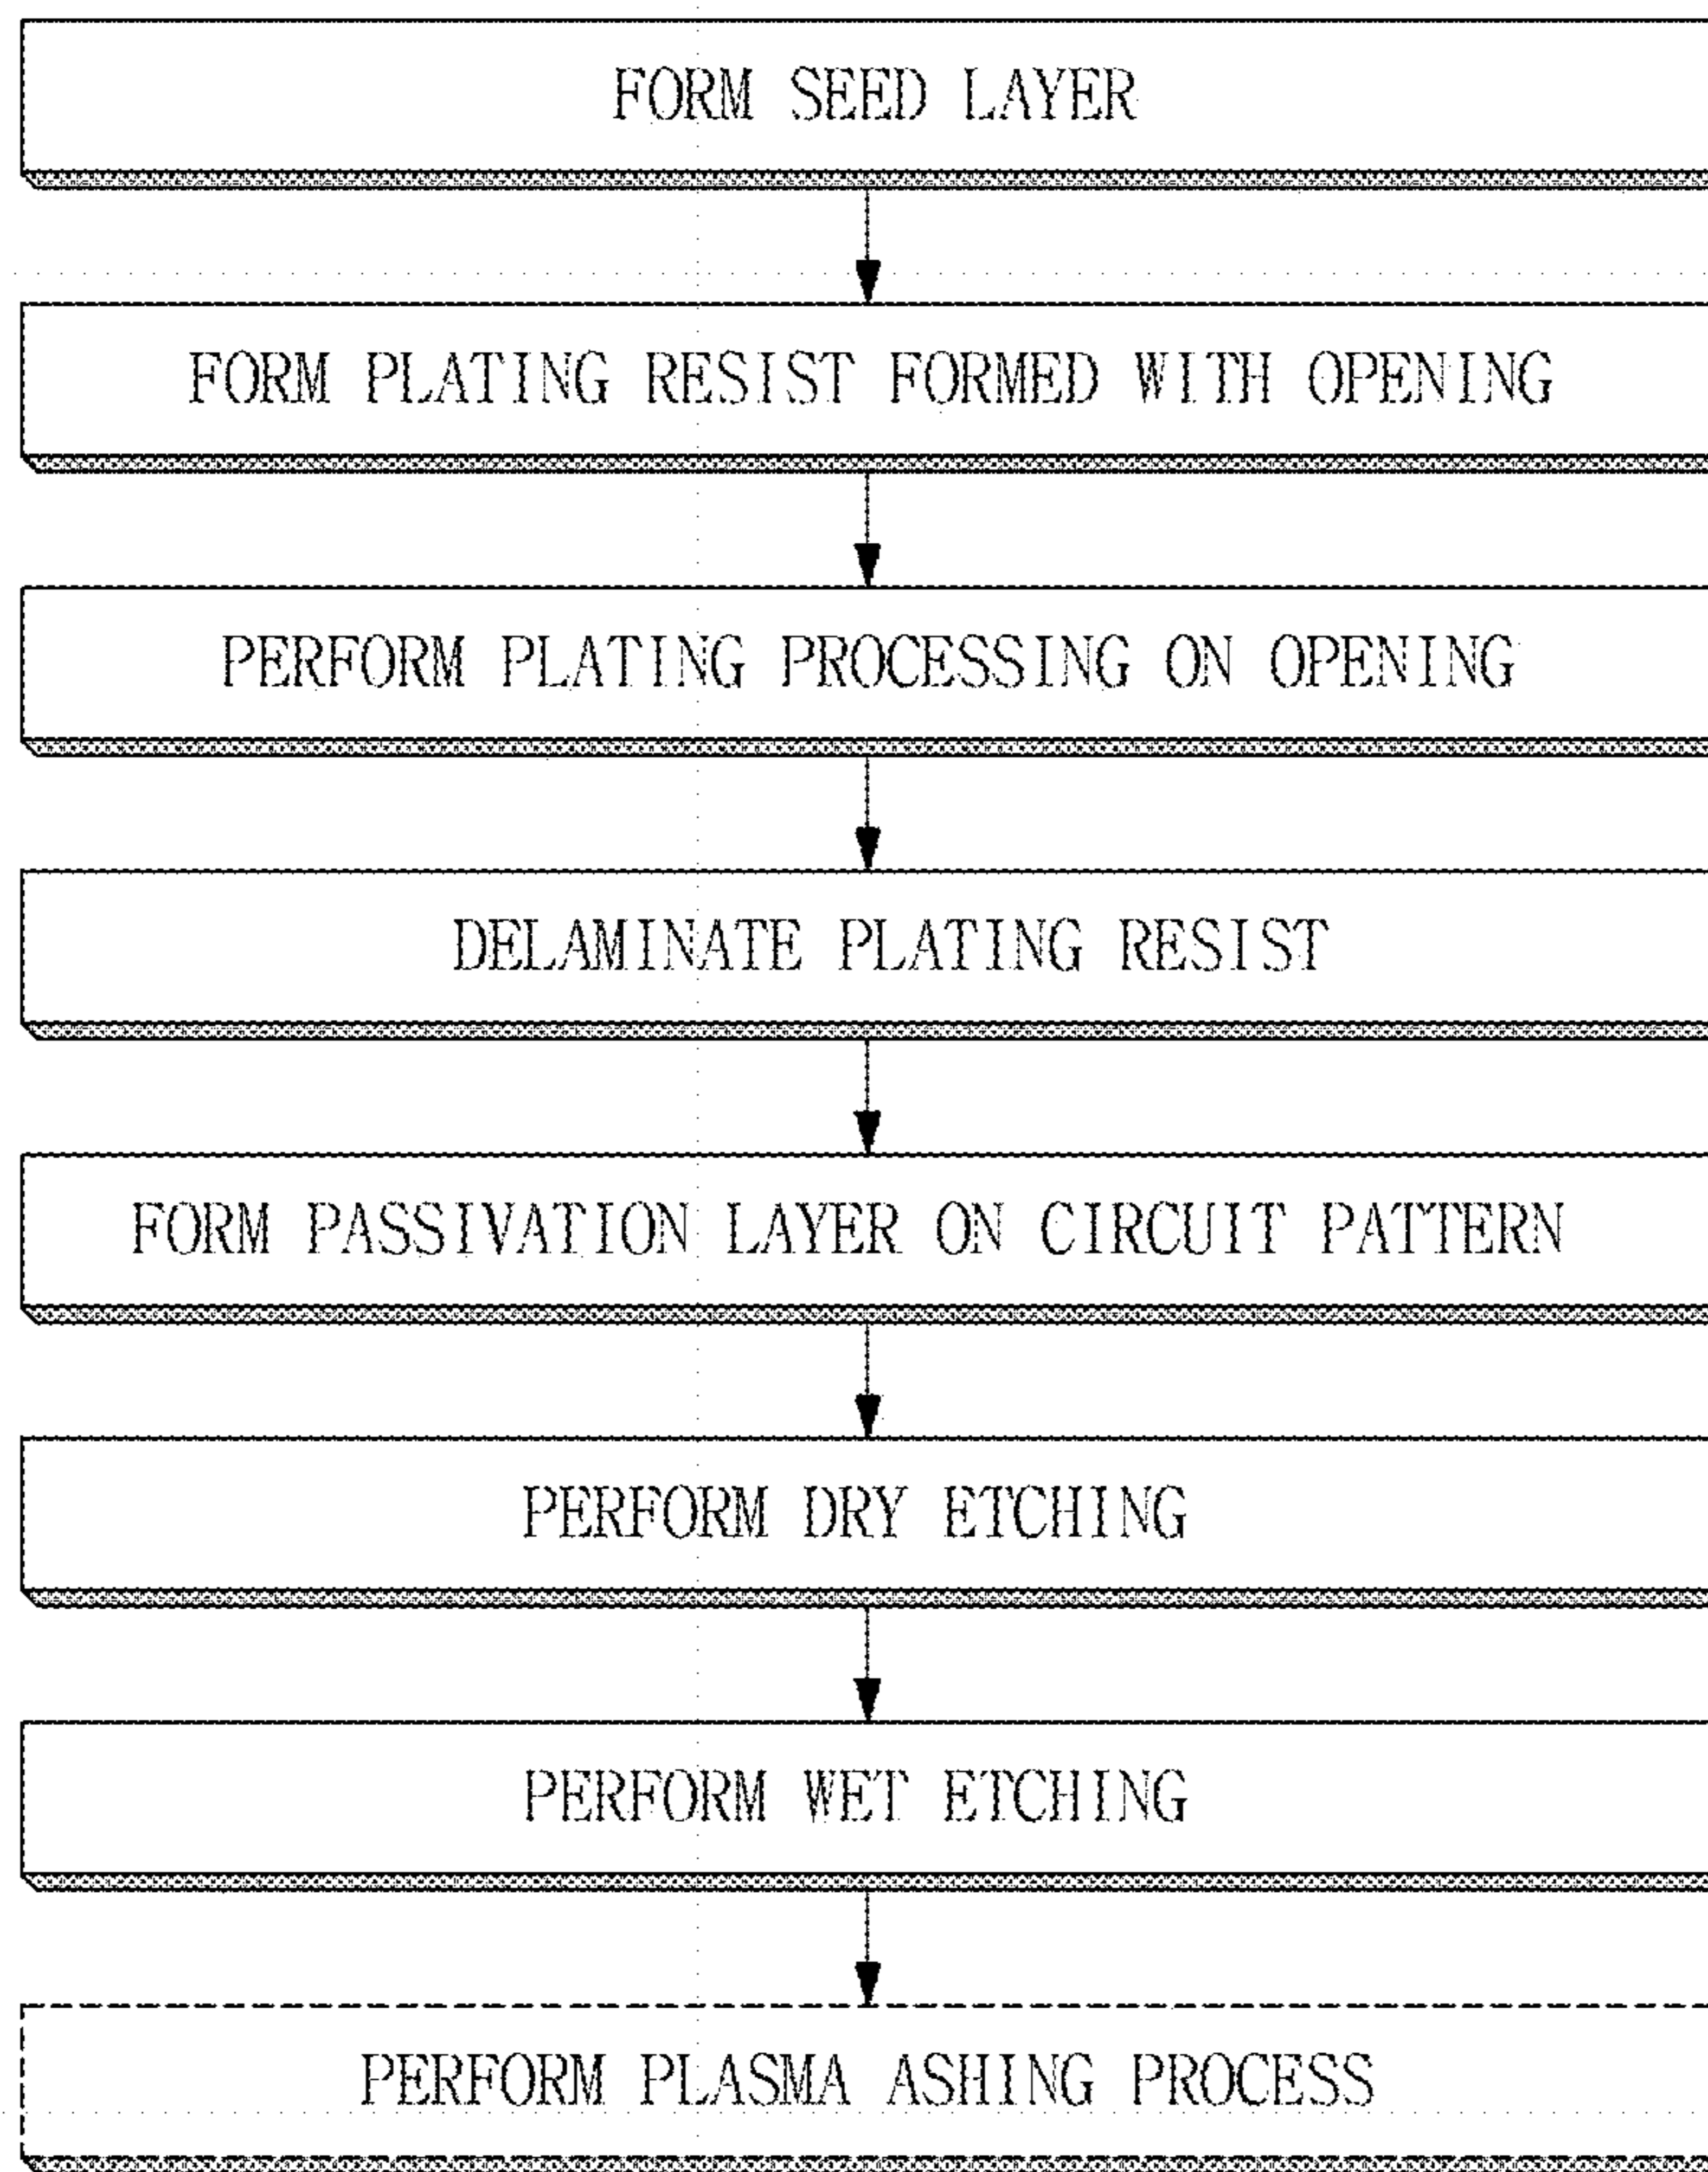 FORM SEED LAYER
FORM PLATING RESIST FORMED WITH OPENING
PERFORM PLATING PROCESSING ON OPENING
DELAMINATE PLATING RESIST
FORM PASSIVATION LAYER ON CIRCUIT PATTERN
PERFORM DRY ETCHING
PERFORM WET ETCHING
PERFORM PLASMA ASHING PROCESS